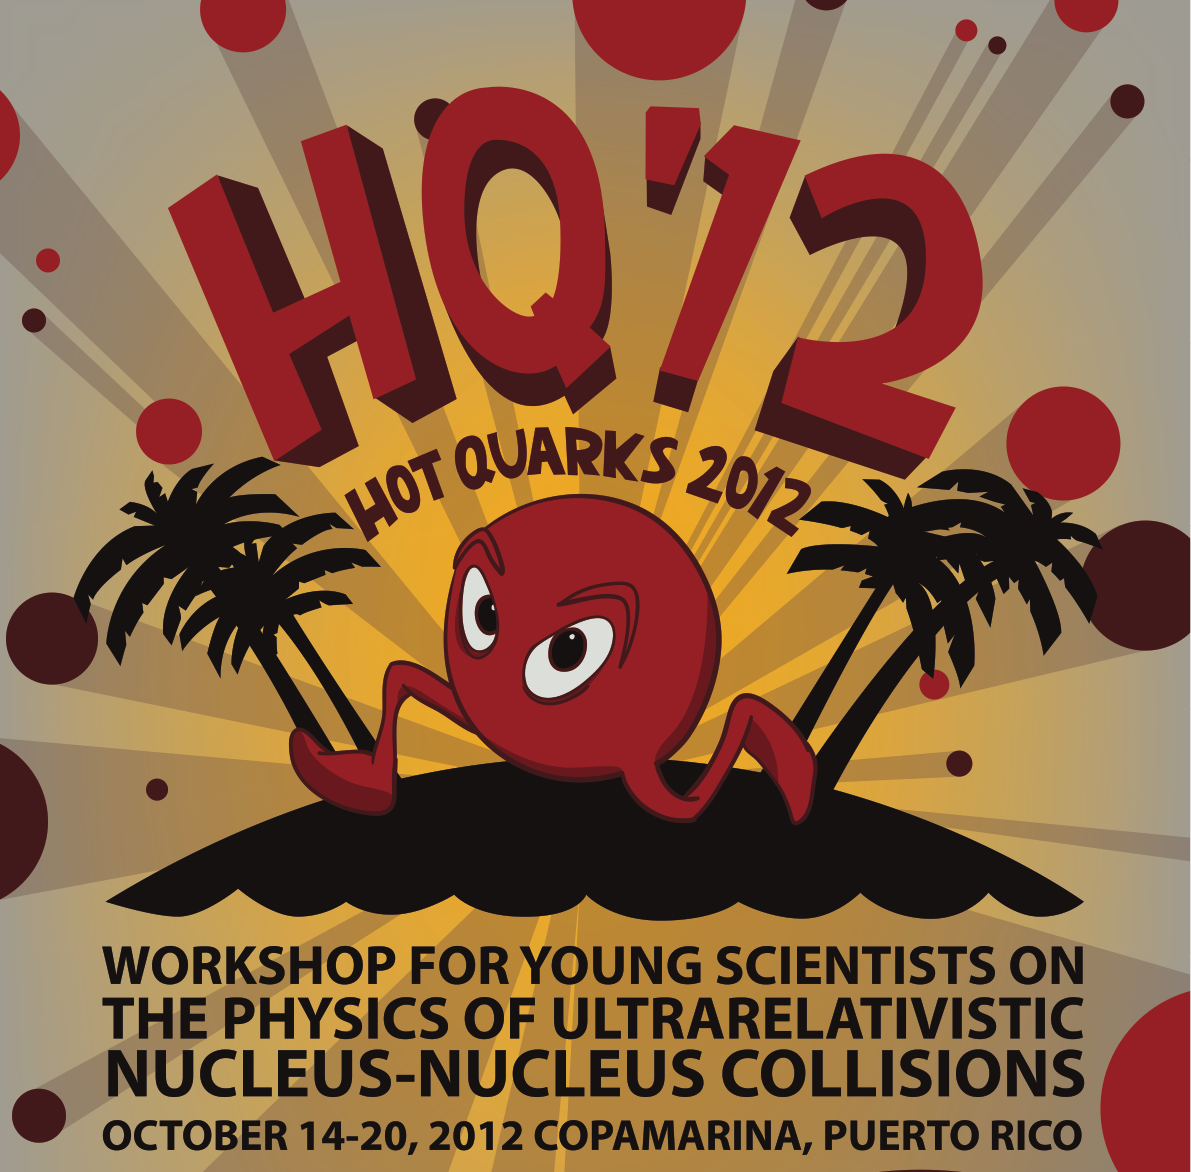 HQ'12
HOT QUARKS 2012
WORKSHOP FOR YOUNG SCIENTISTS ON
THE PHYSICS OF ULTRARELATIVISTIC
NUCLEUS-NUCLEUS COLLISIONS
OCTOBER 14-20, 2012 COPAMARINA, PUERTO RICO